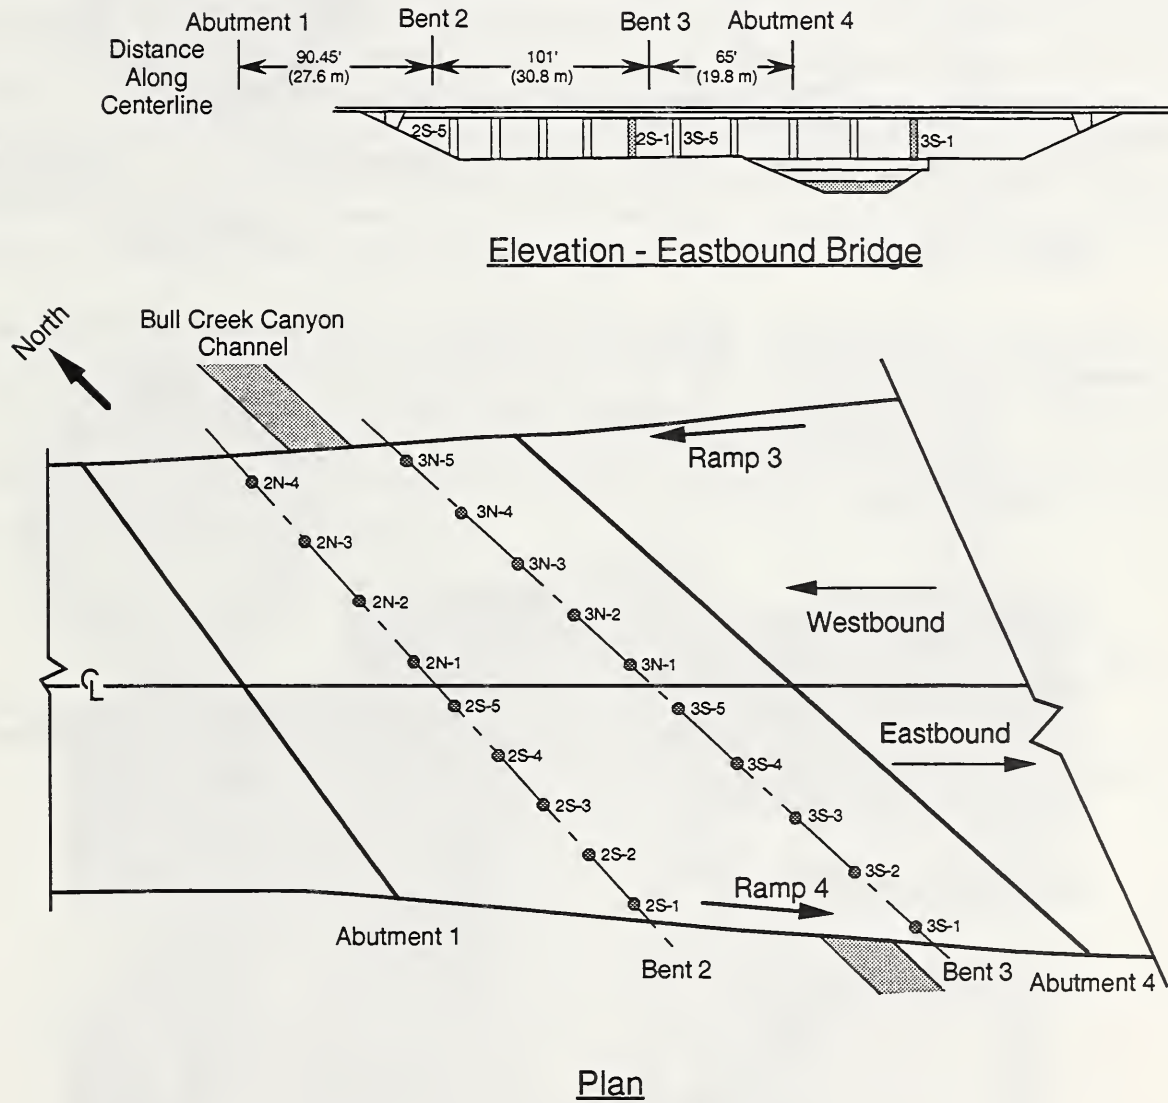 Abutment 1
Bent 2
Bent 3
Abutment 4
Distance
Along
Centerline
90.45'
(27.6 m)
101'
(30.8 m)
65'
(19.8 m)
2S-5
2S-1
3S-5
3S-1
Elevation - Eastbound Bridge
North
Bull Creek Canyon
Channel
Ramp 3
3N-5
2N-4
3N-4
2N-3
3N-3
2N-2
3N-2
Westbound
2N-1
3N-1
CL
2S-5
3S-5
Eastbound
2S-4
3S-4
2S-3
3S-3
2S-2
3S-2
Ramp 4
2S-1
3S-1
Abutment 1
Bent 2
Bent 3
Abutment 4
Plan